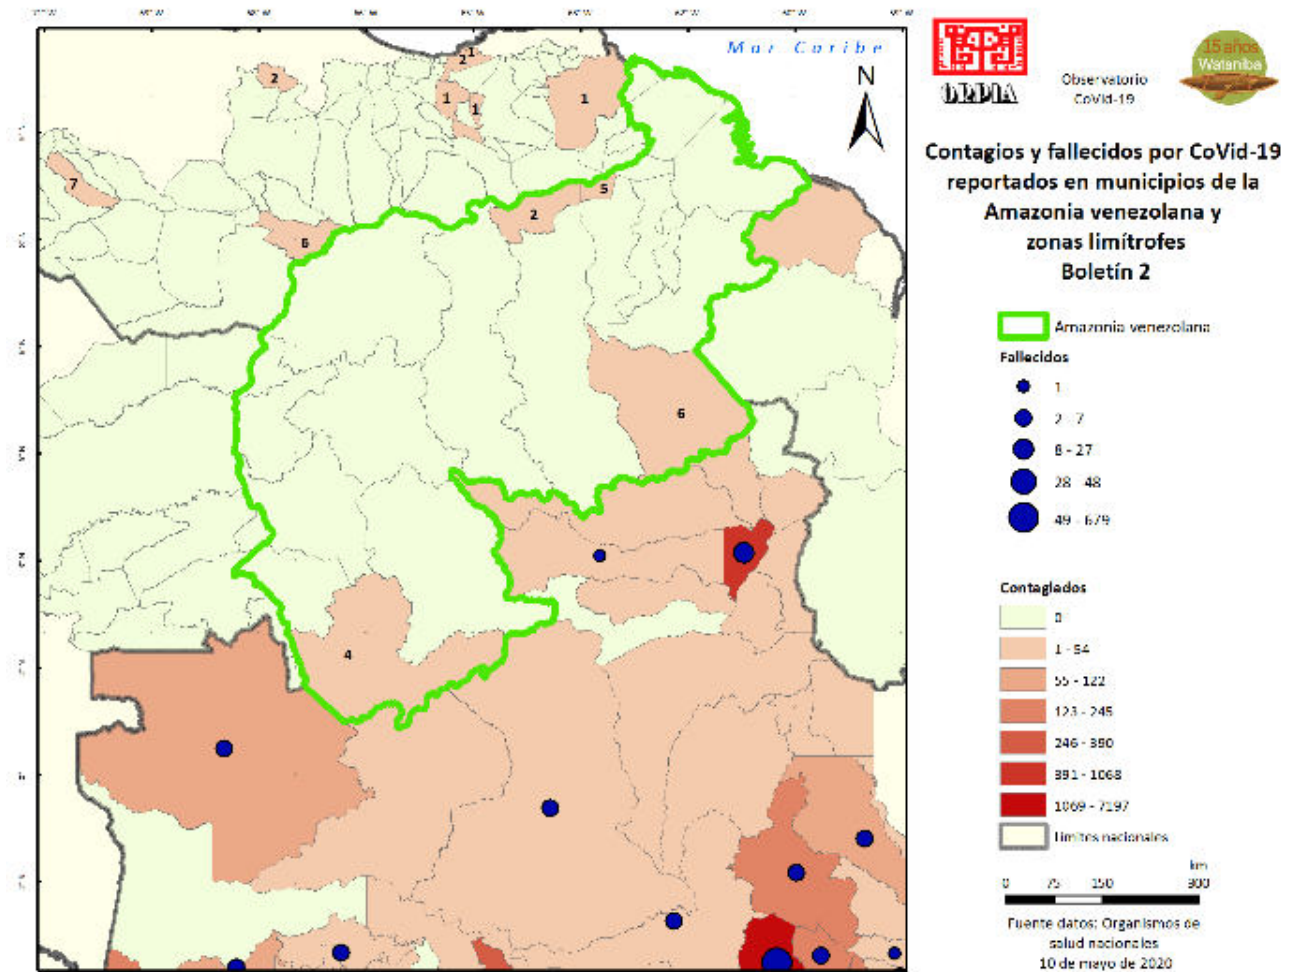 Mar Caribe
N
2
2
1
1
1
1
7
5
2
6
6
4
ORPIA
Observatorio
CoVid-19
15 años
Wataniba
Contagios y fallecidos por CoVid-19
reportados en municipios de la
Amazonia venezolana y
zonas limítrofes
Boletín 2
Amazonia venezolana
Fallecidos
1
2 - 7
8 - 27
28 - 48
49 - 679
Contagiados
0
1 - 54
55 - 122
123 - 245
246 - 390
391 - 1068
1069 - 7197
Limites nacionales
km
0 75 150 300
Fuente datos: Organismos de
salud nacionales
10 de mayo de 2020